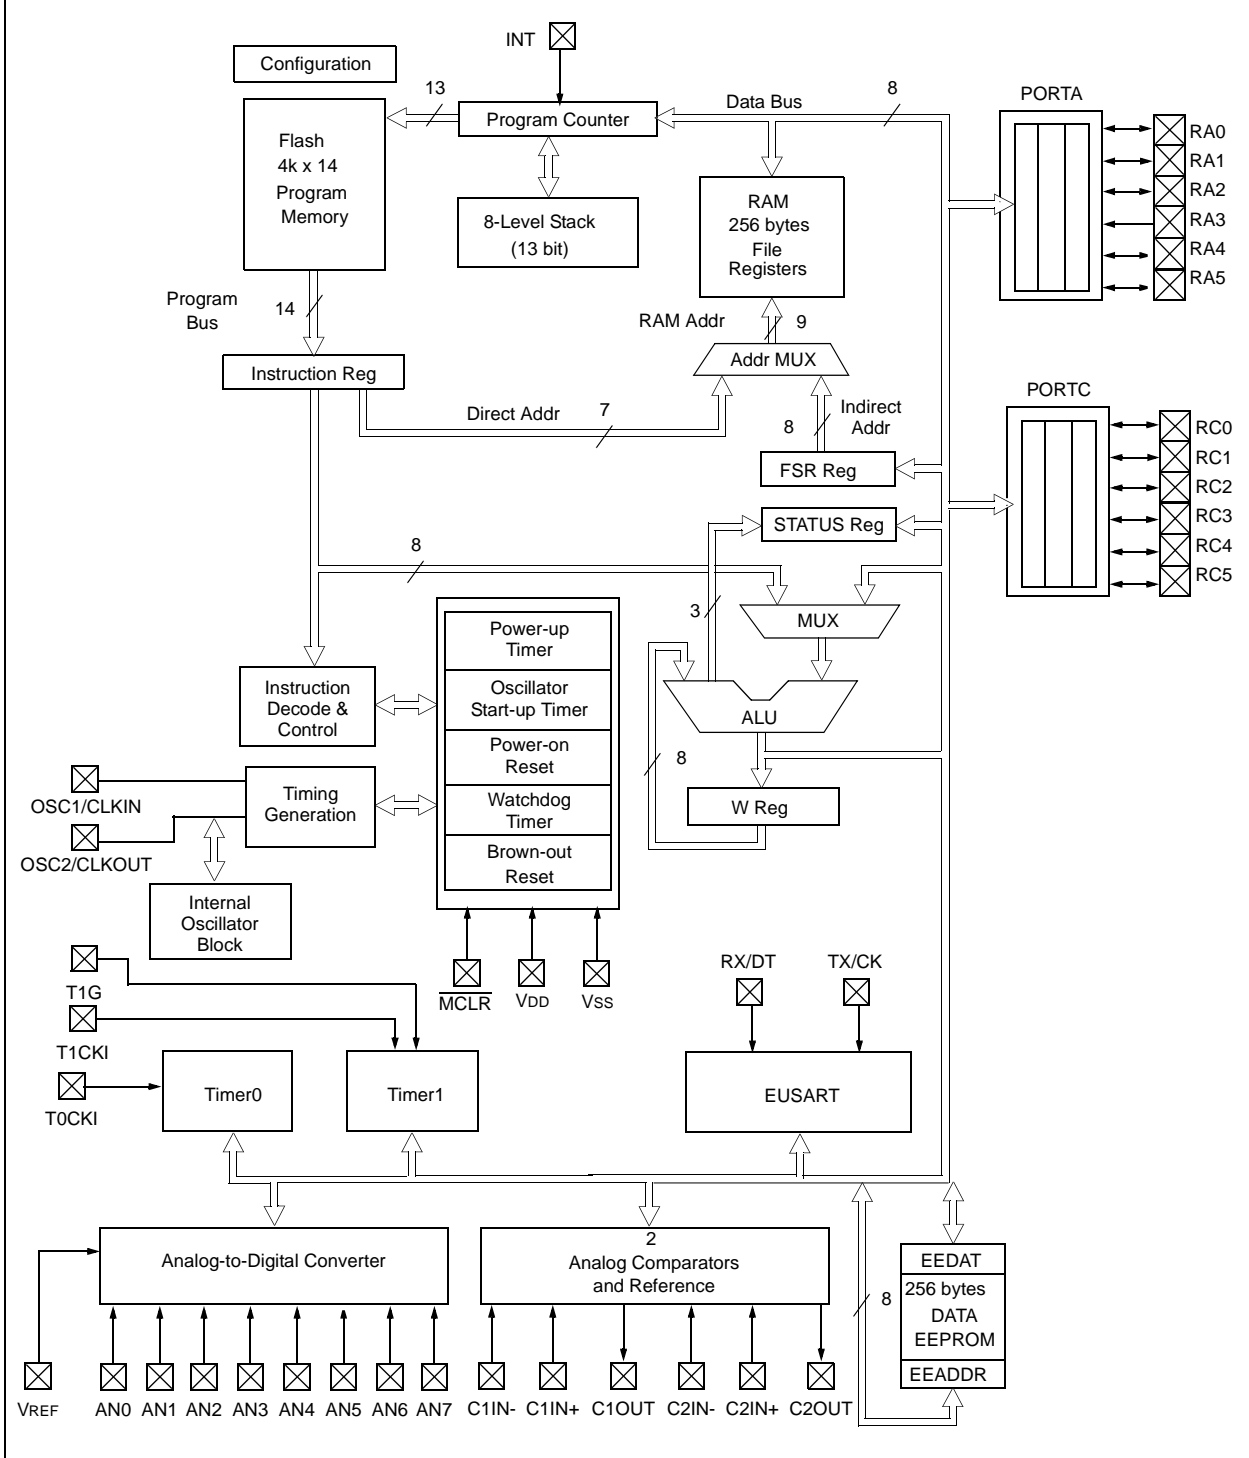 INT
Configuration
13
Data Bus
8
PORTA
Program Counter
Flash
4k x 14
Program
Memory
8-Level Stack
(13 bit)
RAM
256 bytes
File
Registers
RA0
RA1
RA2
RA3
RA4
RA5
Program
Bus
14
RAM Addr
9
Instruction Reg
Addr MUX
Direct Addr
7
8
Indirect
Addr
FSR Reg
STATUS Reg
PORTC
RC0
RC1
RC2
RC3
RC4
RC5
8
3
MUX
Power-up
Timer
Oscillator
Start-up Timer
Power-on
Reset
Watchdog
Timer
Brown-out
Reset
Instruction
Decode &
Control
ALU
8
W Reg
OSC1/CLKIN
Timing
Generation
OSC2/CLKOUT
Internal
Oscillator
Block
MCLR
VDD
VSS
RX/DT
TX/CK
T1G
T1CKI
T0CKI
Timer0
Timer1
EUSART
Analog-to-Digital Converter
2
Analog Comparators
and Reference
8
EEDAT
256 bytes
DATA
EEPROM
EEADDR
VREF
AN0
AN1
AN2
AN3
AN4
AN5
AN6
AN7
C1IN-
C1IN+
C1OUT
C2IN-
C2IN+
C2OUT